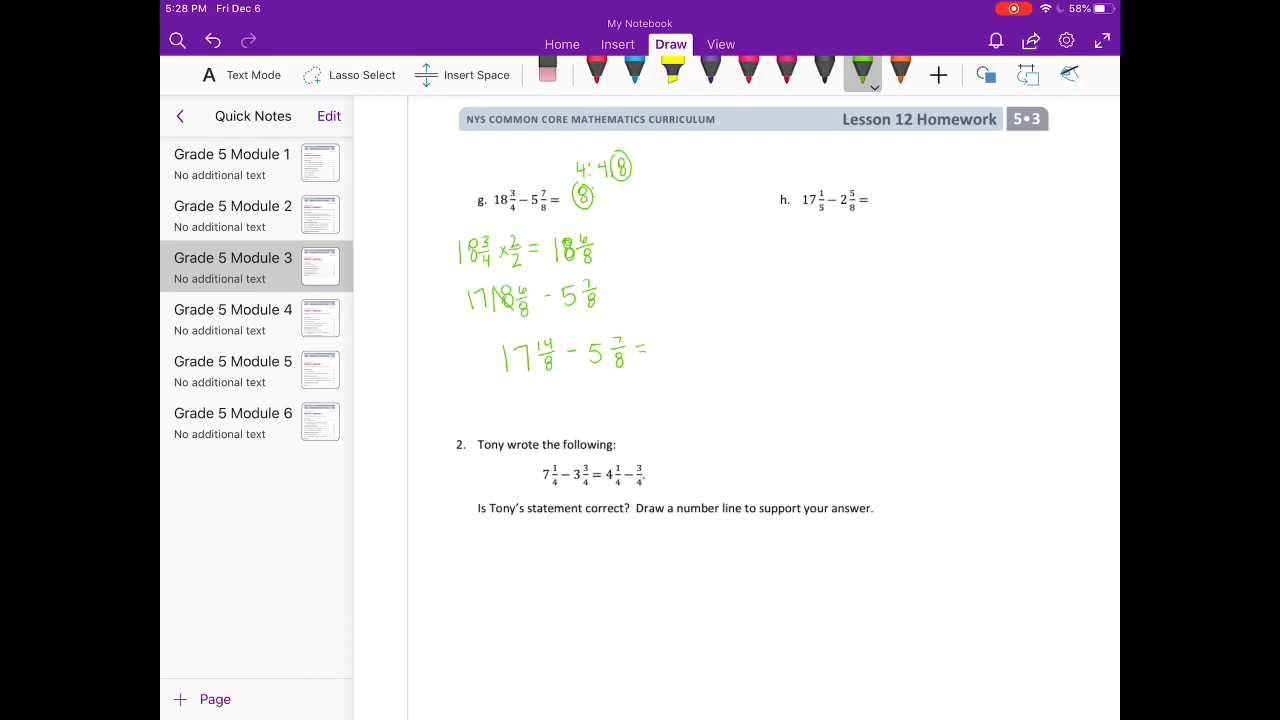 5:28 PM Fri Dec 6
58%
My Notebook
Home Insert Draw View
A Text Mode Lasso Select Insert Space
Quick Notes Edit
Grade 5 Module 1
No additional text
Grade 5 Module 2
No additional text
Grade 5 Module 3
No additional text
Grade 5 Module 4
No additional text
Grade 5 Module 5
No additional text
Grade 5 Module 6
No additional text
+ Page
NYS COMMON CORE MATHEMATICS CURRICULUM Lesson 12 Homework 5•3
4: 4, 8
8:
18 3/4 − 5 7/8 =
h. 17 1/5 − 2 5/8 =
18 3/4 x 2/2 = 18 6/8
17 18 6/8 - 5 7/8
17 14/8 - 5 7/8 =
2. Tony wrote the following:
7 1/4 − 3 3/4 = 4 1/4 − 3/4.
Is Tony's statement correct? Draw a number line to support your answer.